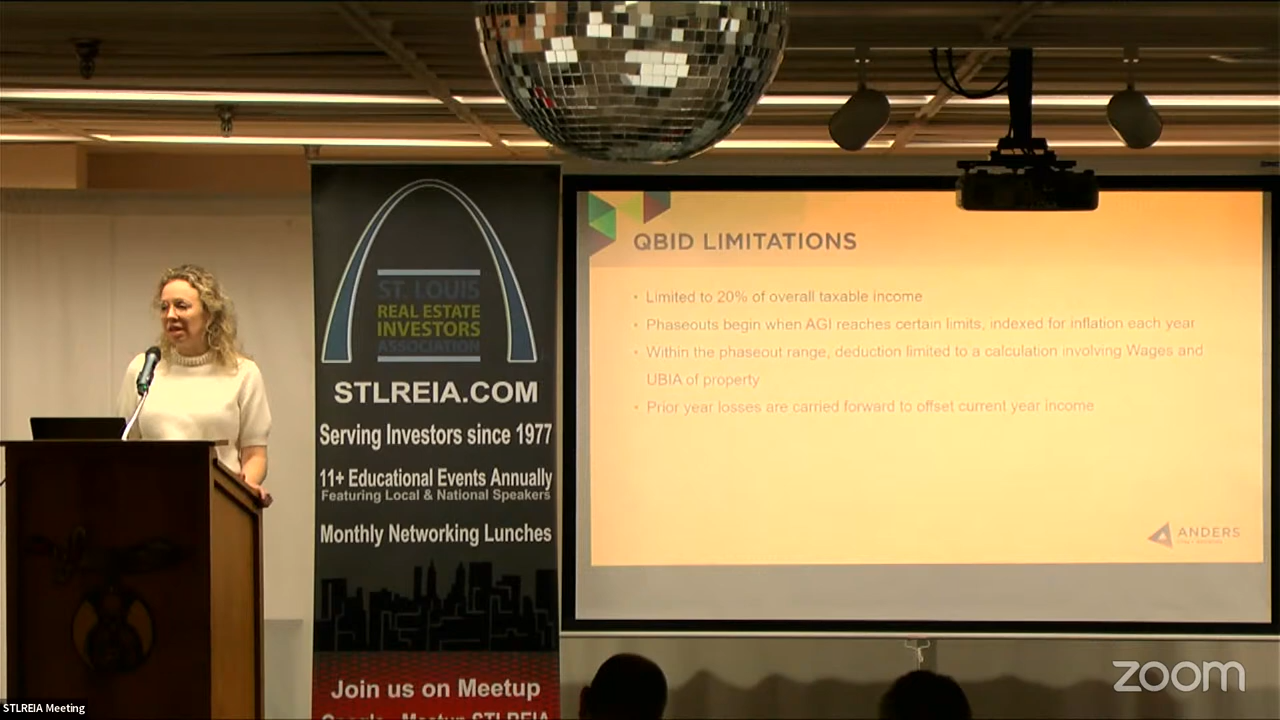 ST. LOUIS
REAL ESTATE
INVESTORS
ASSOCIATION
STLREIA.COM
Serving Investors since 1977
11+ Educational Events Annually
Featuring Local & National Speakers
Monthly Networking Lunches
Join us on Meetup
Google - Meetup STLREIA
QBID LIMITATIONS
• Limited to 20% of overall taxable income
• Phaseouts begin when AGI reaches certain limits, indexed for inflation each year
• Within the phaseout range, deduction limited to a calculation involving Wages and
UBIA of property
• Prior year losses are carried forward to offset current year income
ANDERS
zoom
STLREIA Meeting